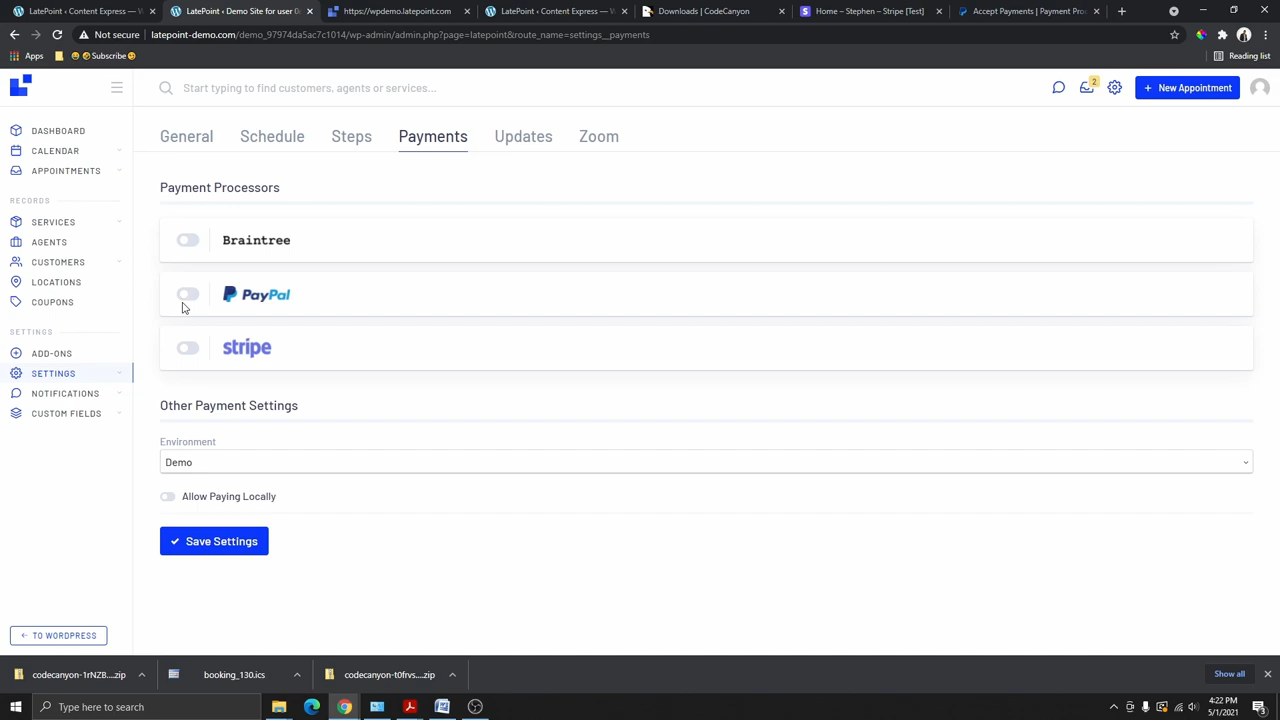 LatePoint ‹ Content Express — W
LatePoint ‹ Demo Site for user 0
https://wpdemo.latepoint.com
LatePoint ‹ Content Express — W
Downloads | CodeCanyon
Home – Stephen – Stripe [Test]
Accept Payments | Payment Proc
Not secure | latepoint-demo.com/demo_97974da5ac7c1014/wp-admin/admin.php?page=latepoint&route_name=settings__payments
Apps
Subscribe
Reading list
Start typing to find customers, agents or services...
2
+ New Appointment
DASHBOARD
CALENDAR
APPOINTMENTS
RECORDS
SERVICES
AGENTS
CUSTOMERS
LOCATIONS
COUPONS
SETTINGS
ADD-ONS
SETTINGS
NOTIFICATIONS
CUSTOM FIELDS
← TO WORDPRESS
General Schedule Steps Payments Updates Zoom
Payment Processors
Braintree
PayPal
stripe
Other Payment Settings
Environment
Demo
Allow Paying Locally
Save Settings
codecanyon-1rNZB....zip
booking_130.ics
codecanyon-t0frvs....zip
Show all
Type here to search
4:22 PM
5/1/2021
3